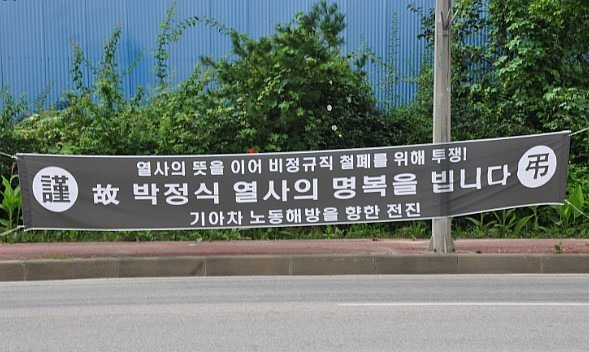 열사의 뜻을 이어 비정규직 철폐를 위해 투쟁!
謹 故 박정식 열사의 명복을 빕니다 弔
기아차 노동해방을 향한 전진